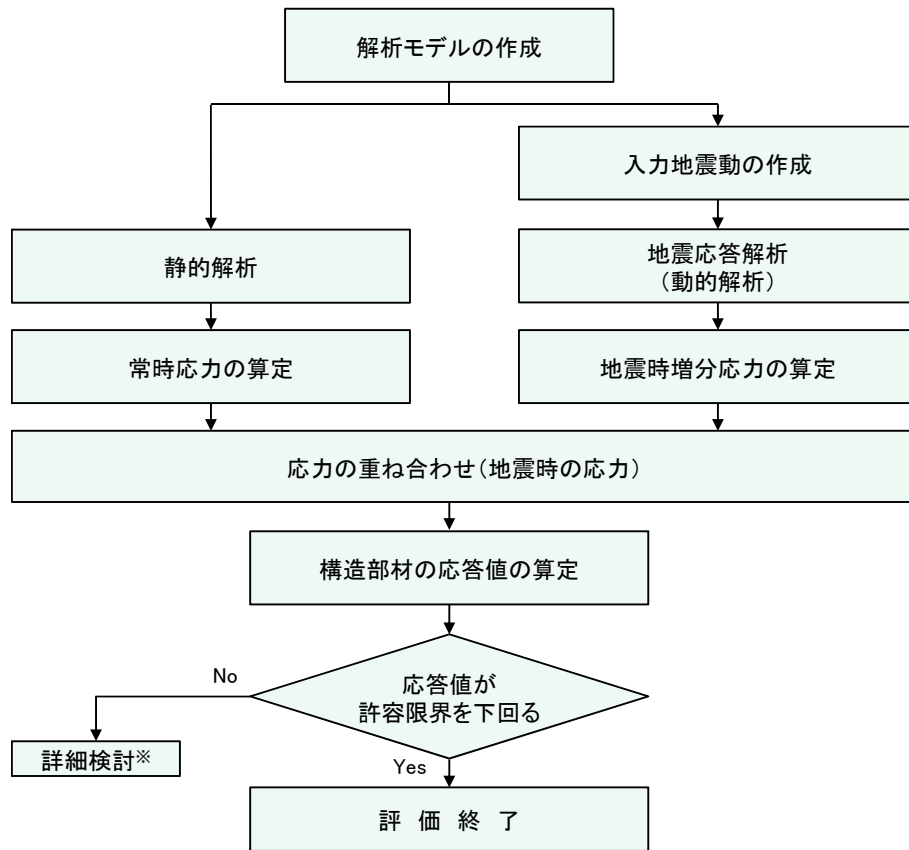 解析モデルの作成
入力地震動の作成
静的解析
地震応答解析
（動的解析）
常時応力の算定
地震時増分応力の算定
応力の重ね合わせ（地震時の応力）
構造部材の応答値の算定
No
応答値が
許容限界を下回る
詳細検討※
Yes
評 価 終 了